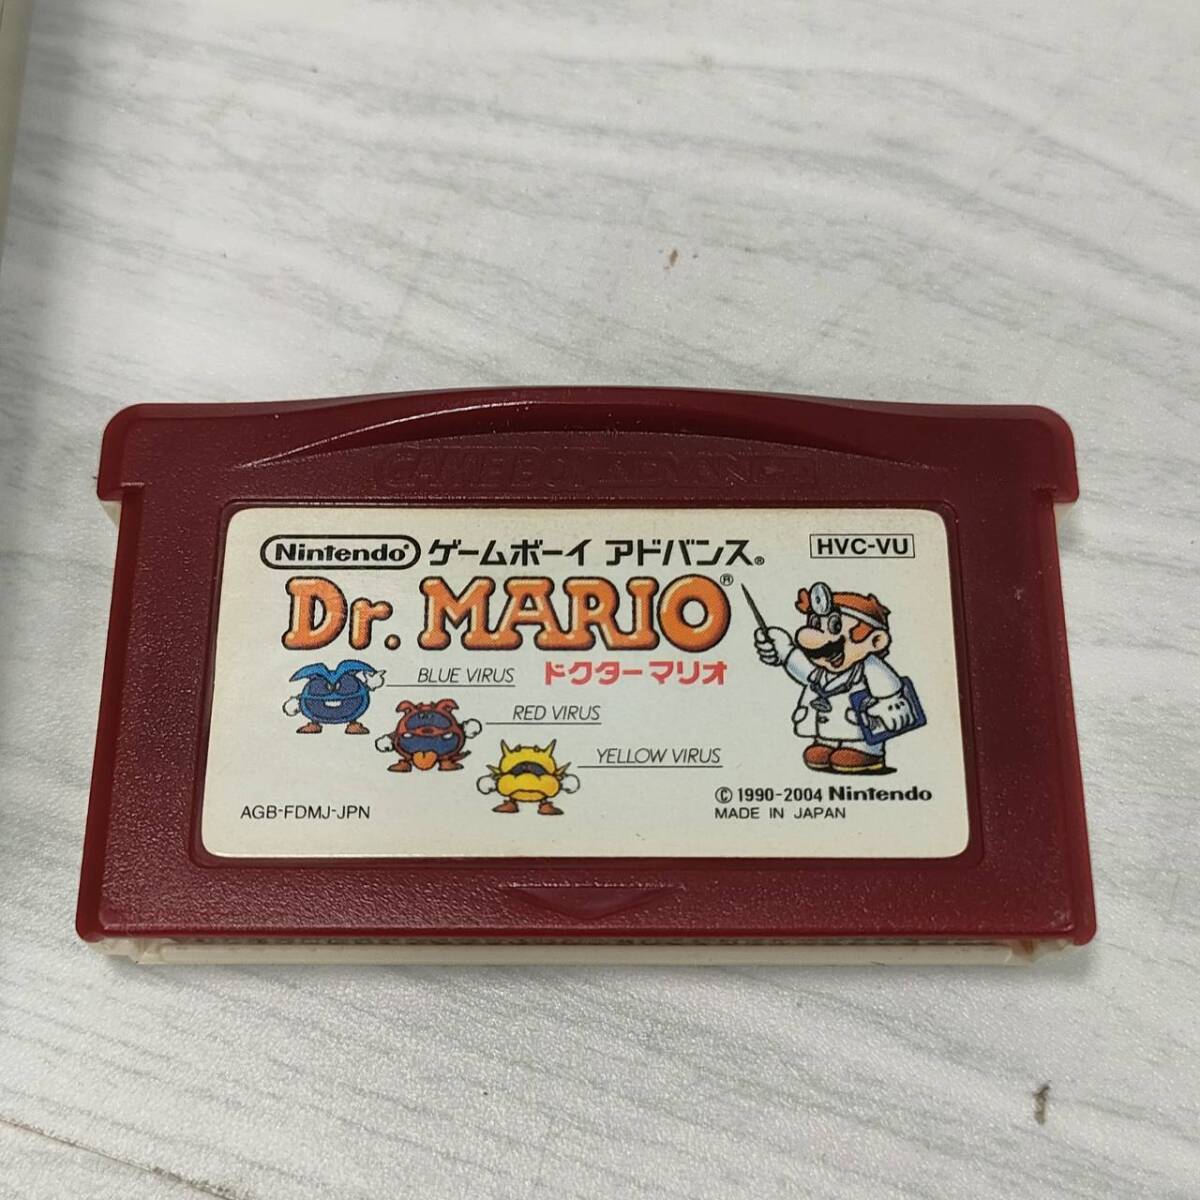 GAME BOY ADVANCE
Nintendo ゲームボーイ アドバンス® HVC-VU
Dr. MARIO®
ドクターマリオ
BLUE VIRUS
RED VIRUS
YELLOW VIRUS
AGB-FDMJ-JPN
© 1990-2004 Nintendo
MADE IN JAPAN